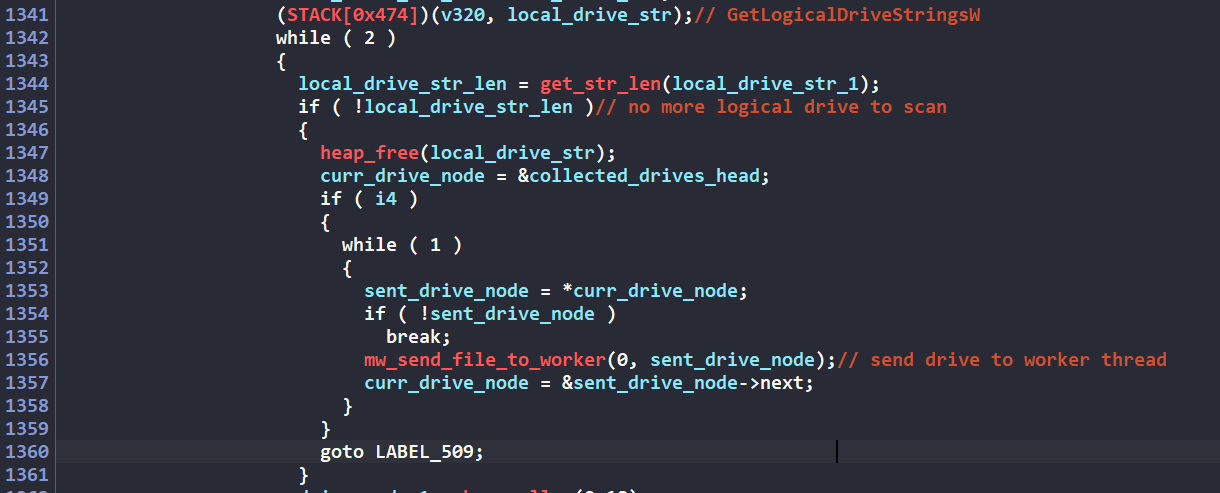 1341 (STACK[0x474])(v320, local_drive_str);// GetLogicalDriveStringsW
1342 while ( 2 )
1343 {
1344 local_drive_str_len = get_str_len(local_drive_str_1);
1345 if ( !local_drive_str_len )// no more logical drive to scan
1346 {
1347 heap_free(local_drive_str);
1348 curr_drive_node = &collected_drives_head;
1349 if ( i4 )
1350 {
1351 while ( 1 )
1352 {
1353 sent_drive_node = *curr_drive_node;
1354 if ( !sent_drive_node )
1355 break;
1356 mw_send_file_to_worker(0, sent_drive_node);// send drive to worker thread
1357 curr_drive_node = &sent_drive_node->next;
1358 }
1359 }
1360 goto LABEL_509;
1361 }